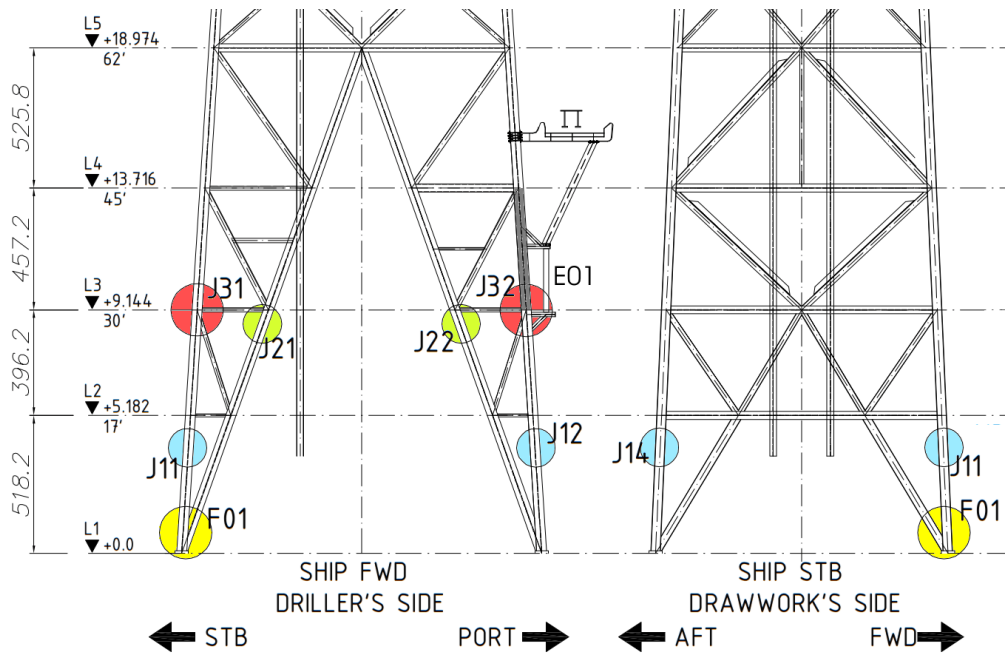 L5
+18.974
62'
525.8
L4
+13.716
45'
457.2
L3
+9.144
30'
396.2
L2
+5.182
17'
518.2
L1
+0.0
J31
J32
E01
J21
J22
J11
J12
F01
J14
J11
F01
SHIP FWD
DRILLER'S SIDE
STB
PORT
SHIP STB
DRAWWORK'S SIDE
AFT
FWD